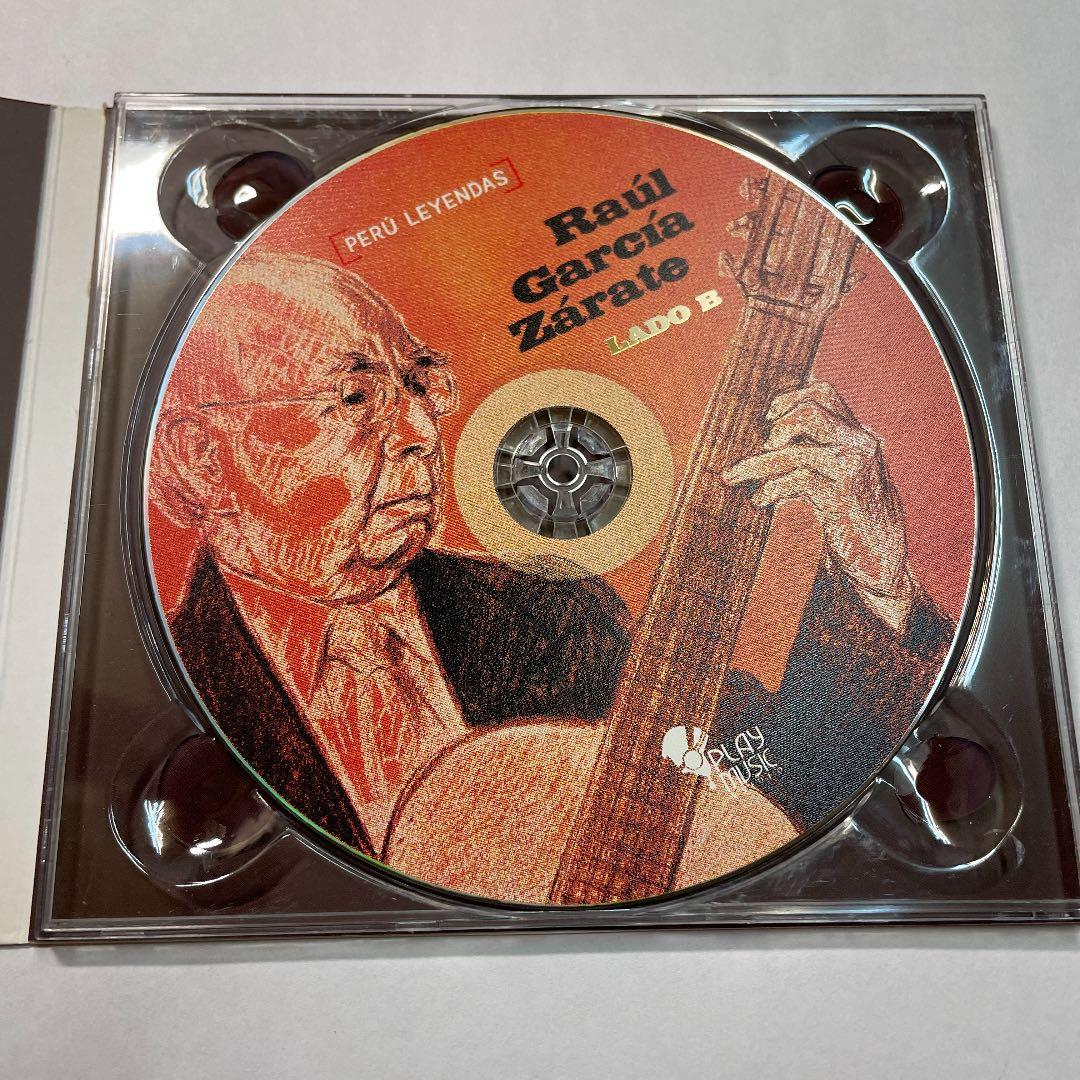 PERÚ LEYENDAS
Raúl
García
Zárate
LADO B
PLAY
MUSIC